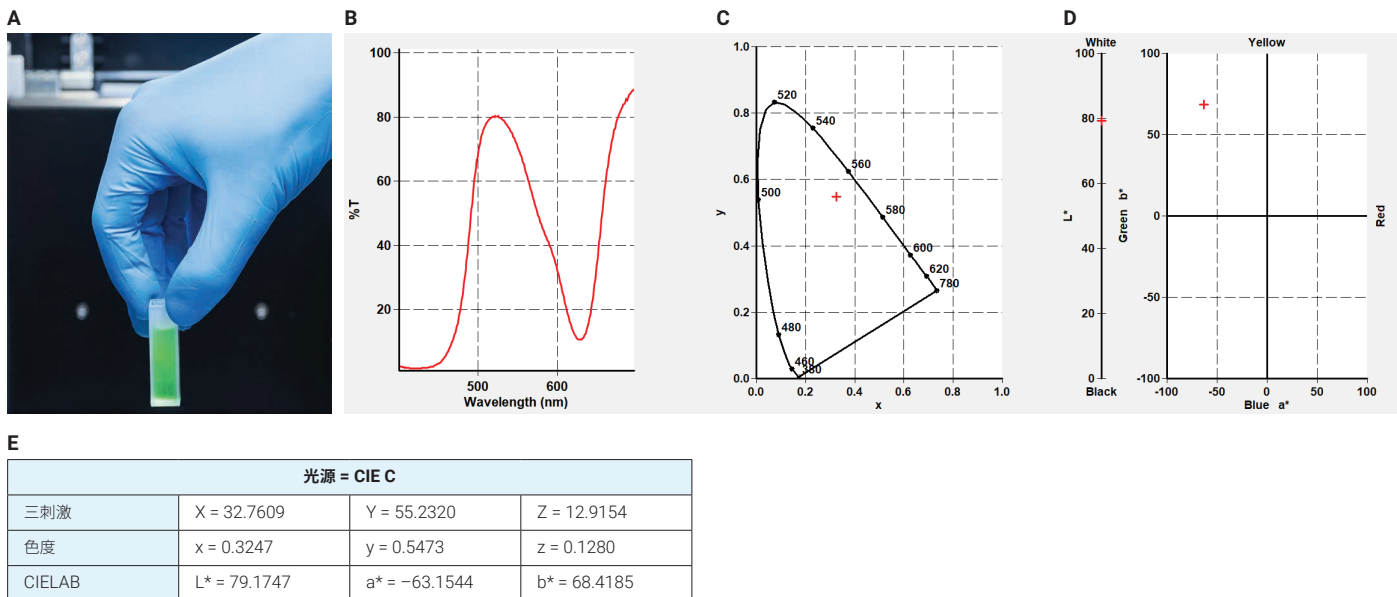 A
B
C
D
100
80
60
40
20
%T
500
600
Wavelength (nm)
1.0
0.8
0.6
0.4
0.2
0.0
y
520
540
560
500
580
600
620
780
480
460
380
0.0
0.2
0.4
0.6
0.8
1.0
x
White
100
80
60
40
20
0
Black
L*
Yellow
100
50
0
-50
-100
Green b*
Red
-100
-50
0
50
100
Blue a*
E
光源 = CIE C
三刺激 X = 32.7609 Y = 55.2320 Z = 12.9154
色度 x = 0.3247 y = 0.5473 z = 0.1280
CIELAB L* = 79.1747 a* = −63.1544 b* = 68.4185